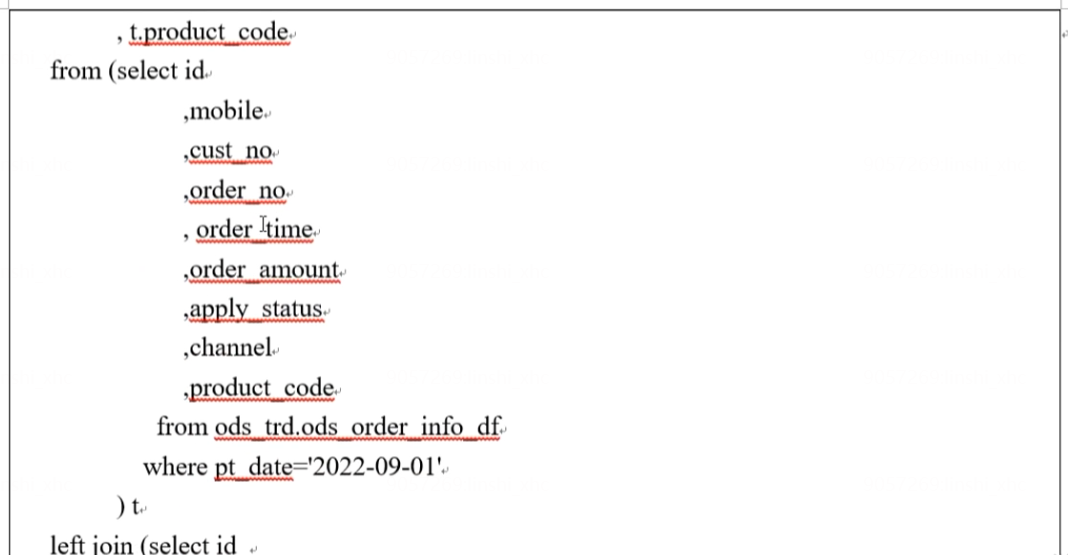 , t.product_code
from (select id
,mobile
,cust_no
,order_no
, order_time
,order_amount
,apply_status
,channel
,product_code
from ods_trd.ods_order_info_df
where pt_date='2022-09-01'
) t
left join (select id